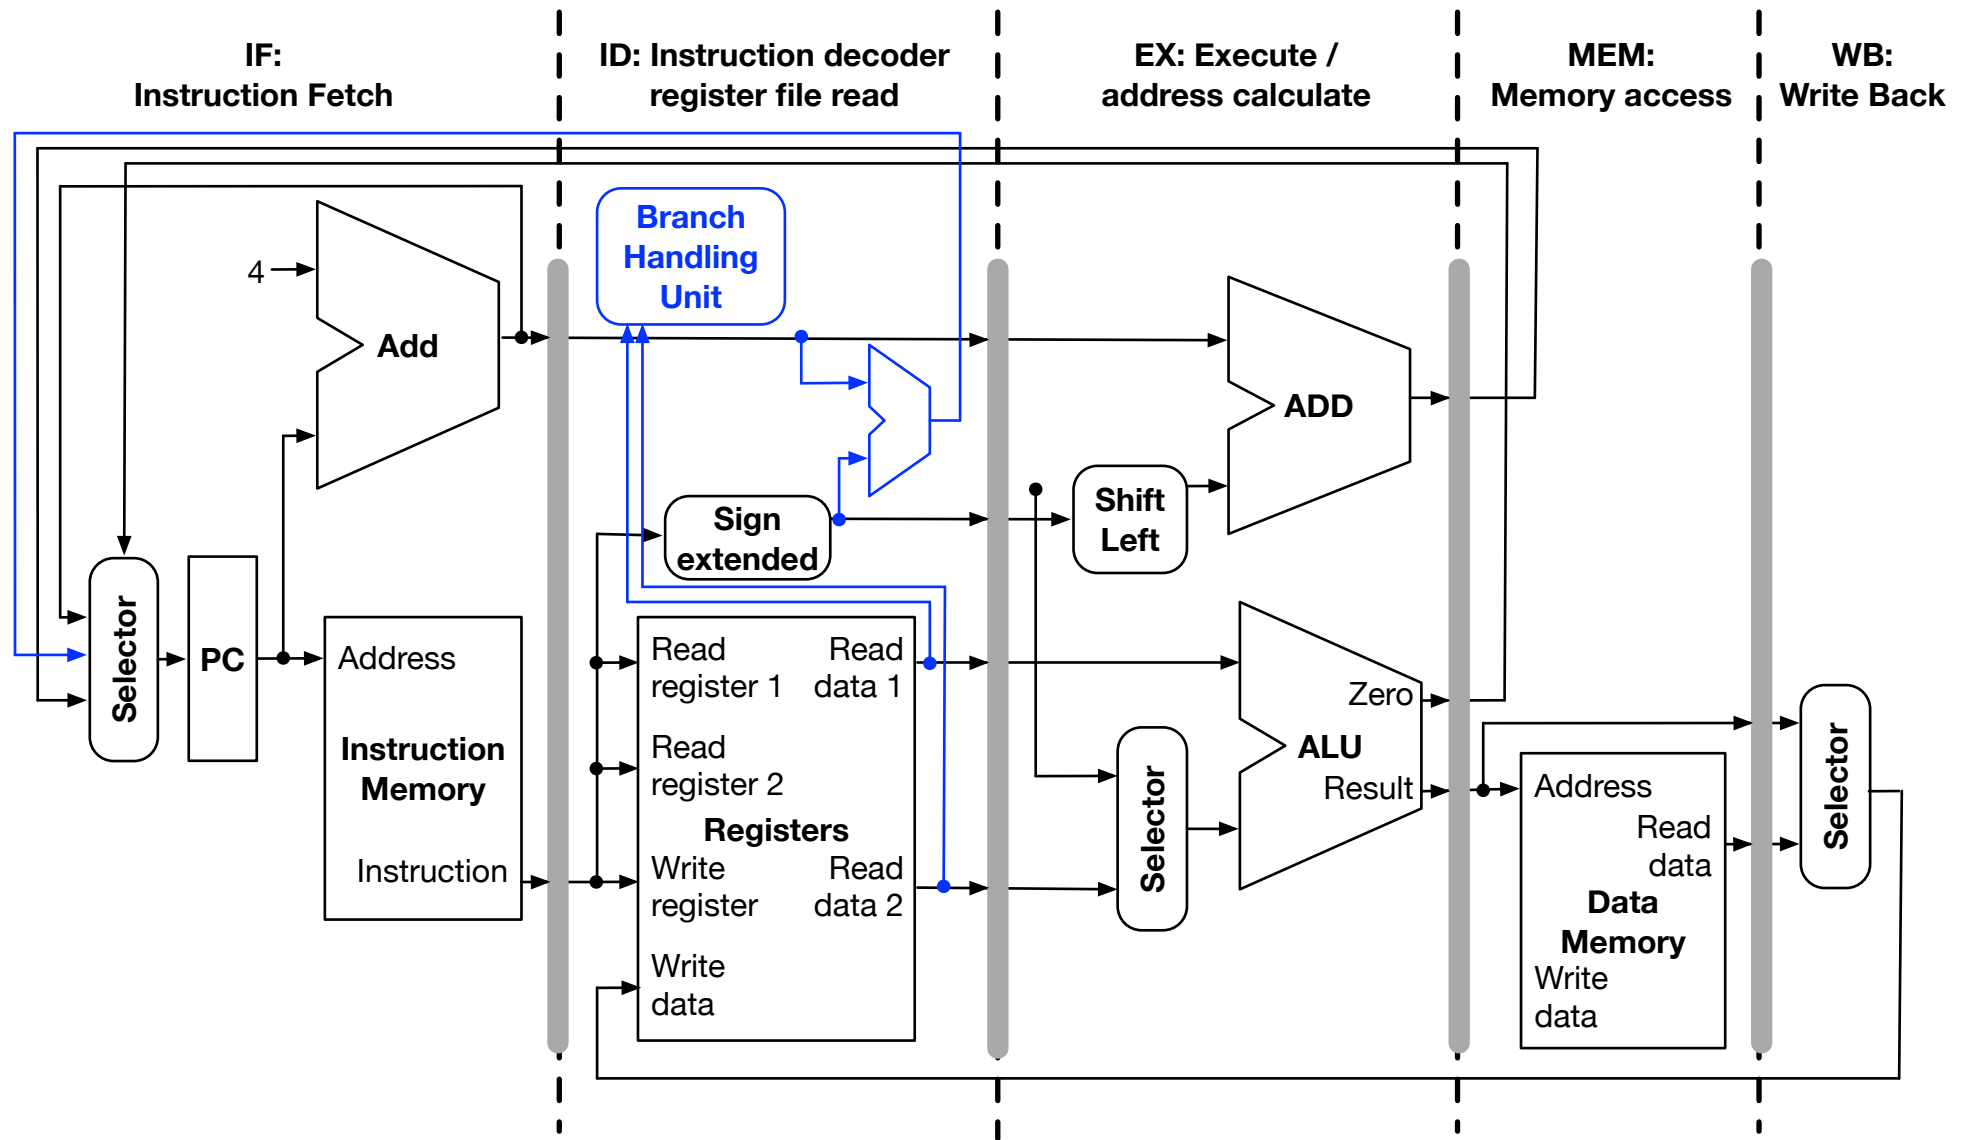 IF:
Instruction Fetch
ID: Instruction decoder
register file read
EX: Execute /
address calculate
MEM:
Memory access
WB:
Write Back
Branch
Handling
Unit
4
Add
ADD
Sign
extended
Shift
Left
Selector
PC
Address
Instruction
Memory
Instruction
Read
register 1
Read
data 1
Read
register 2
Registers
Write
register
Read
data 2
Write
data
Selector
Zero
ALU
Result
Address
Read
data
Data
Memory
Write
data
Selector